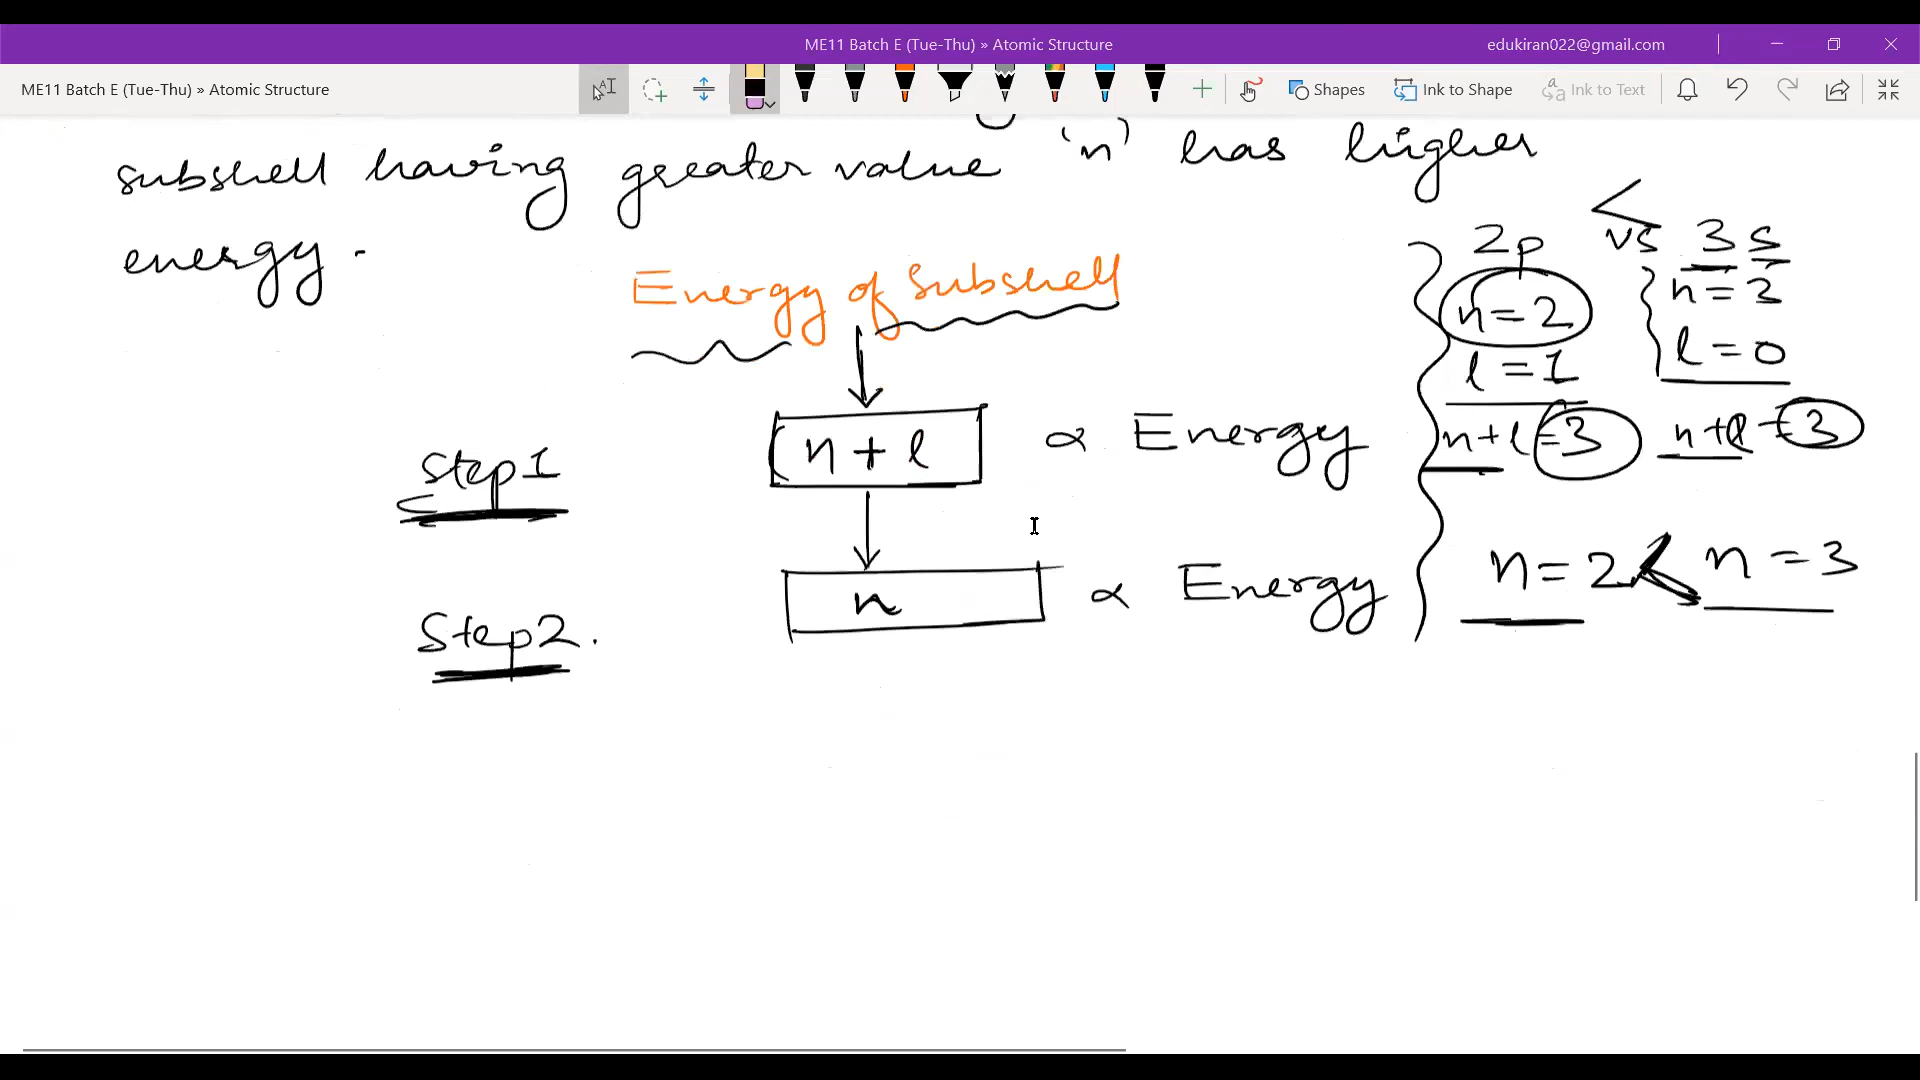 ME11 Batch E (Tue-Thu) » Atomic Structure
edukiran022@gmail.com
ME11 Batch E (Tue-Thu) » Atomic Structure
Shapes
Ink to Shape
Ink to Text
subshell having greater value 'n' has higher
energy.
Energy of Subshell
step1
n + l
∝ Energy
Step2.
n
∝ Energy
<
2p vs 3s
n=2
n=3
l=1
l=0
n+l=3
n+l=3
n=2 < n=3